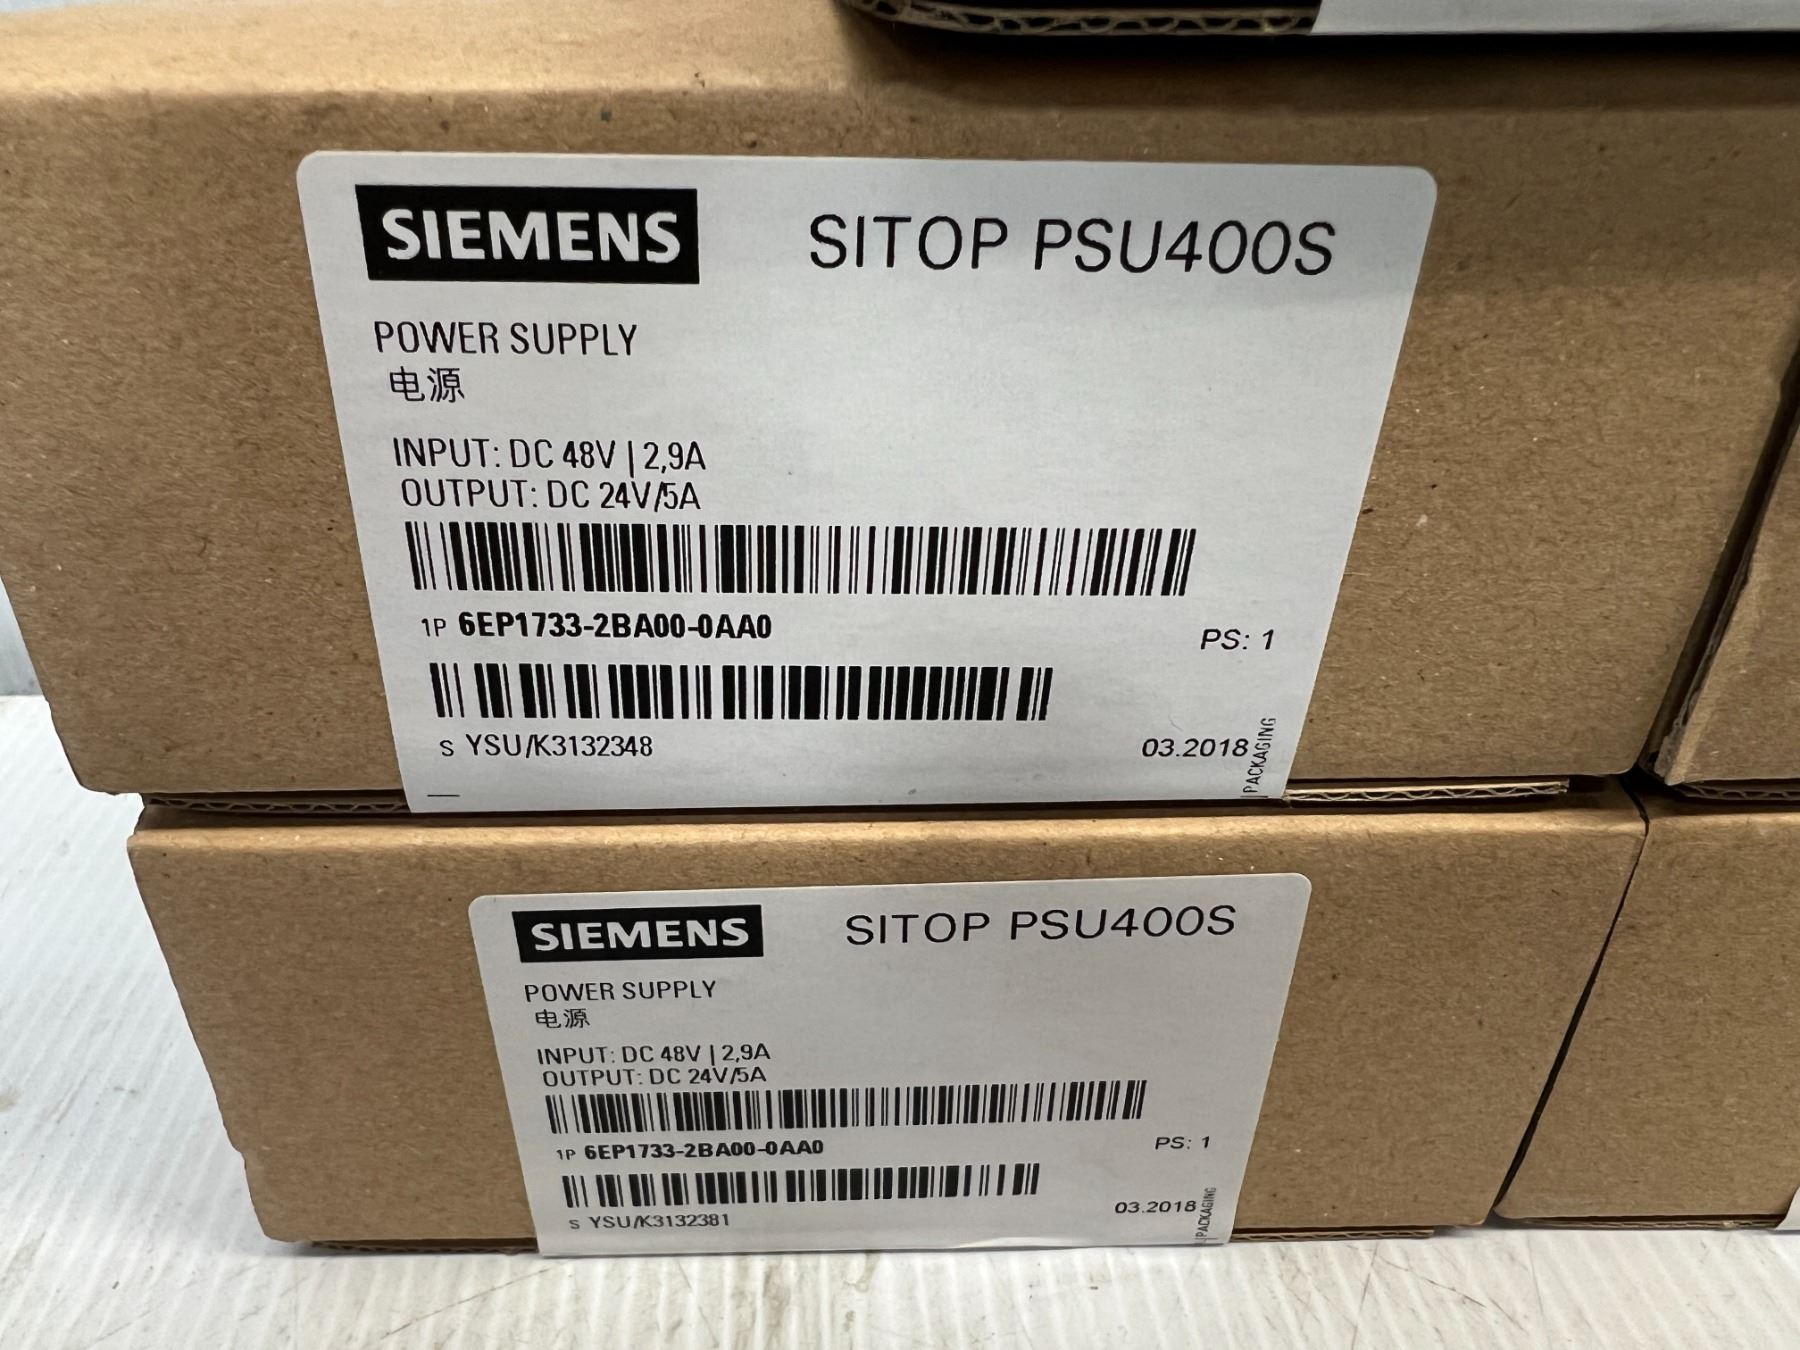 SIEMENS SITOP PSU400S
POWER SUPPLY
电源
INPUT: DC 48V | 2,9A
OUTPUT: DC 24V/5A
1P 6EP1733-2BA00-0AA0 PS: 1
S YSU/K3132348 03.2018
PACKAGING
SIEMENS SITOP PSU400S
POWER SUPPLY
电源
INPUT: DC 48V | 2,9A
OUTPUT: DC 24V/5A
1P 6EP1733-2BA00-0AA0 PS: 1
S YSU/K3132381 03.2018
PACKAGING